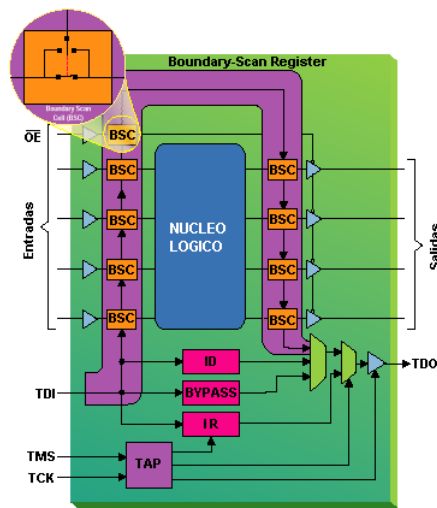 Boundary-Scan Register
Boundary Scan
Cell (BSC)
OE
BSC
BSC
BSC
BSC
BSC
BSC
BSC
BSC
BSC
NUCLEO
LOGICO
Entradas
Salidas
ID
BYPASS
IR
TAP
TDI
TMS
TCK
TDO